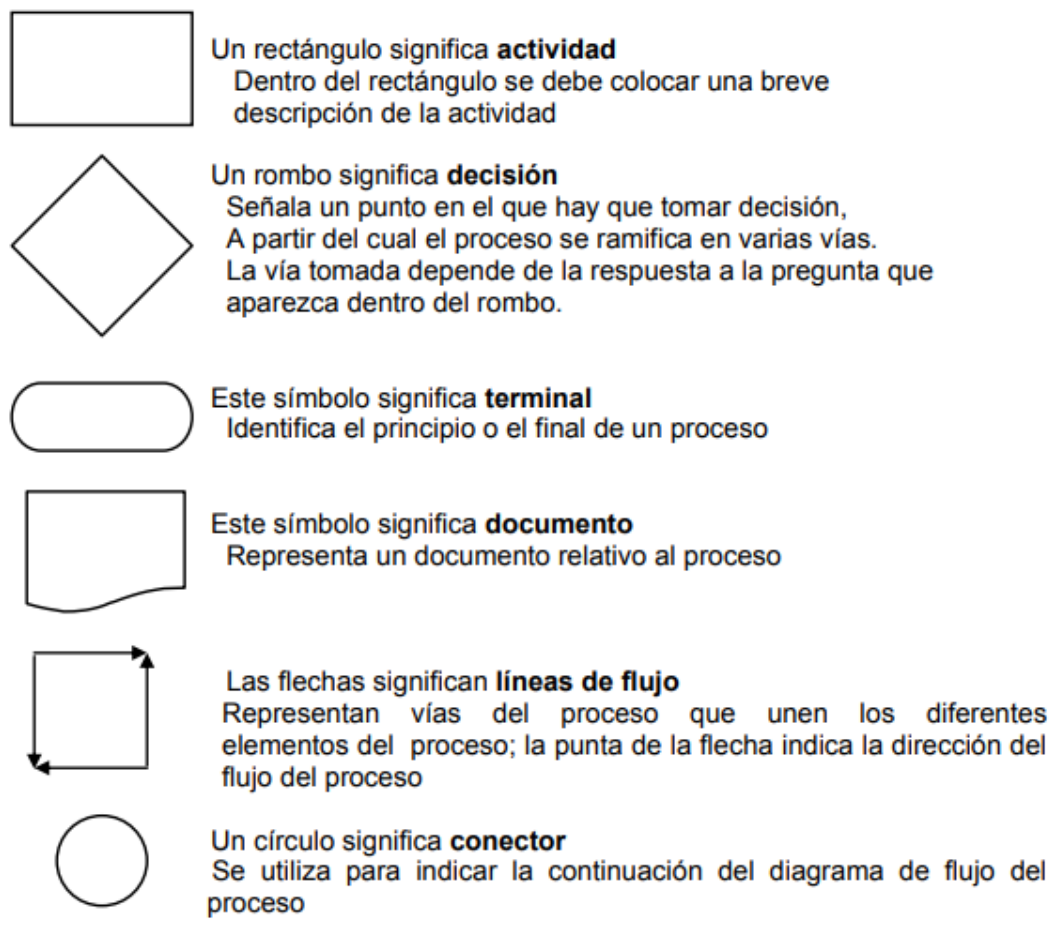 Un rectángulo significa actividad
Dentro del rectángulo se debe colocar una breve
descripción de la actividad
Un rombo significa decisión
Señala un punto en el que hay que tomar decisión,
A partir del cual el proceso se ramifica en varias vías.
La vía tomada depende de la respuesta a la pregunta que
aparezca dentro del rombo.
Este símbolo significa terminal
Identifica el principio o el final de un proceso
Este símbolo significa documento
Representa un documento relativo al proceso
Las flechas significan líneas de flujo
Representan vías del proceso que unen los diferentes
elementos del proceso; la punta de la flecha indica la dirección del
flujo del proceso
Un círculo significa conector
Se utiliza para indicar la continuación del diagrama de flujo del
proceso